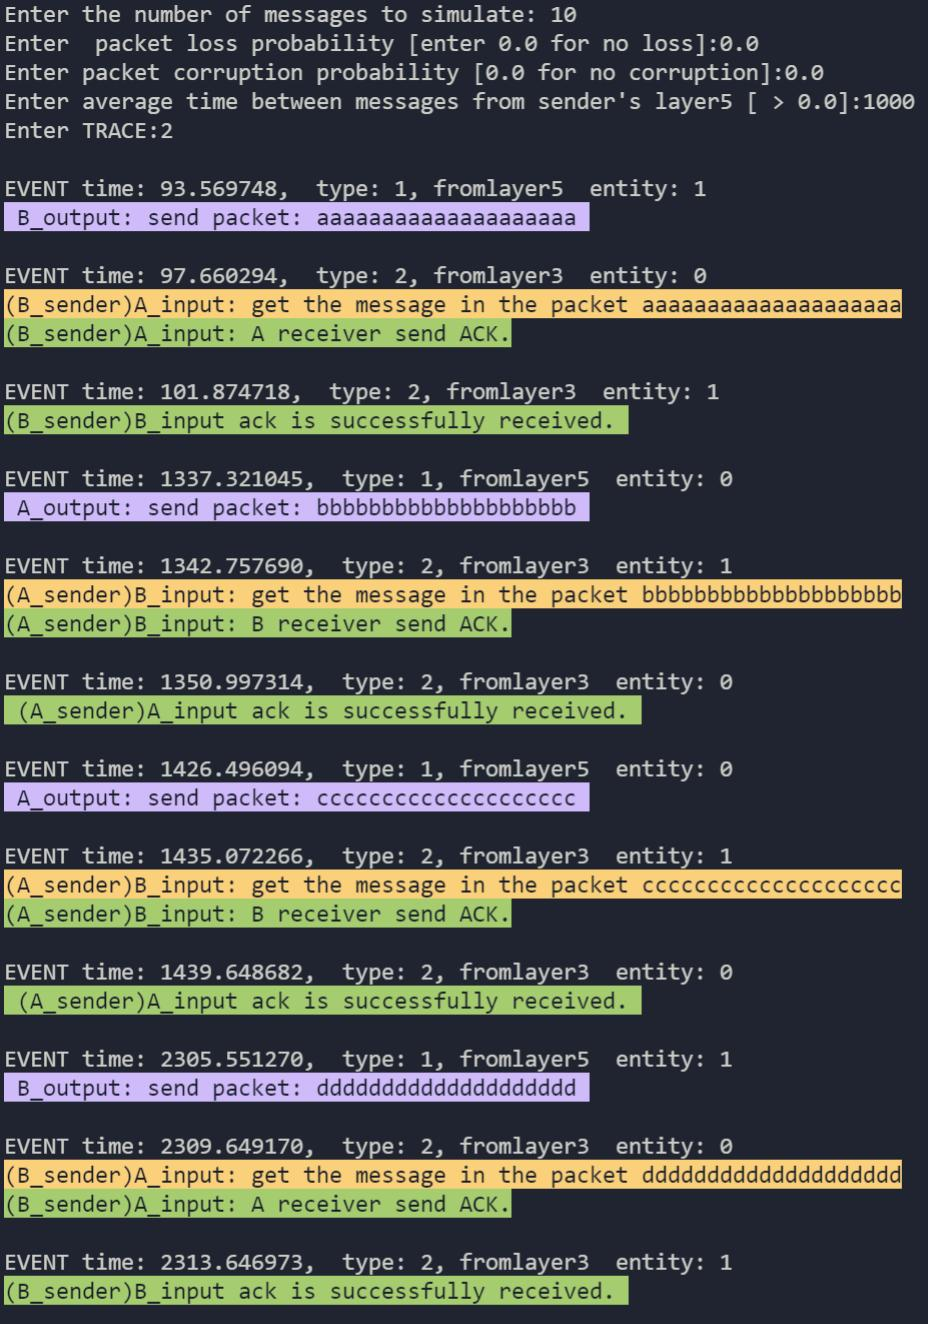 Enter the number of messages to simulate: 10
Enter  packet loss probability [enter 0.0 for no loss]:0.0
Enter packet corruption probability [0.0 for no corruption]:0.0
Enter average time between messages from sender's layer5 [ > 0.0]:1000
Enter TRACE:2
EVENT time: 93.569748,  type: 1, fromlayer5  entity: 1
B_output: send packet: aaaaaaaaaaaaaaaaaaaa
EVENT time: 97.660294,  type: 2, fromlayer3  entity: 0
(B_sender)A_input: get the message in the packet aaaaaaaaaaaaaaaaaaaa
(B_sender)A_input: A receiver send ACK.
EVENT time: 101.874718,  type: 2, fromlayer3  entity: 1
(B_sender)B_input ack is successfully received.
EVENT time: 1337.321045,  type: 1, fromlayer5  entity: 0
A_output: send packet: bbbbbbbbbbbbbbbbbbbb
EVENT time: 1342.757690,  type: 2, fromlayer3  entity: 1
(A_sender)B_input: get the message in the packet bbbbbbbbbbbbbbbbbbbb
(A_sender)B_input: B receiver send ACK.
EVENT time: 1350.997314,  type: 2, fromlayer3  entity: 0
(A_sender)A_input ack is successfully received.
EVENT time: 1426.496094,  type: 1, fromlayer5  entity: 0
A_output: send packet: cccccccccccccccccccc
EVENT time: 1435.072266,  type: 2, fromlayer3  entity: 1
(A_sender)B_input: get the message in the packet cccccccccccccccccccc
(A_sender)B_input: B receiver send ACK.
EVENT time: 1439.648682,  type: 2, fromlayer3  entity: 0
(A_sender)A_input ack is successfully received.
EVENT time: 2305.551270,  type: 1, fromlayer5  entity: 1
B_output: send packet: dddddddddddddddddddd
EVENT time: 2309.649170,  type: 2, fromlayer3  entity: 0
(B_sender)A_input: get the message in the packet dddddddddddddddddddd
(B_sender)A_input: A receiver send ACK.
EVENT time: 2313.646973,  type: 2, fromlayer3  entity: 1
(B_sender)B_input ack is successfully received.